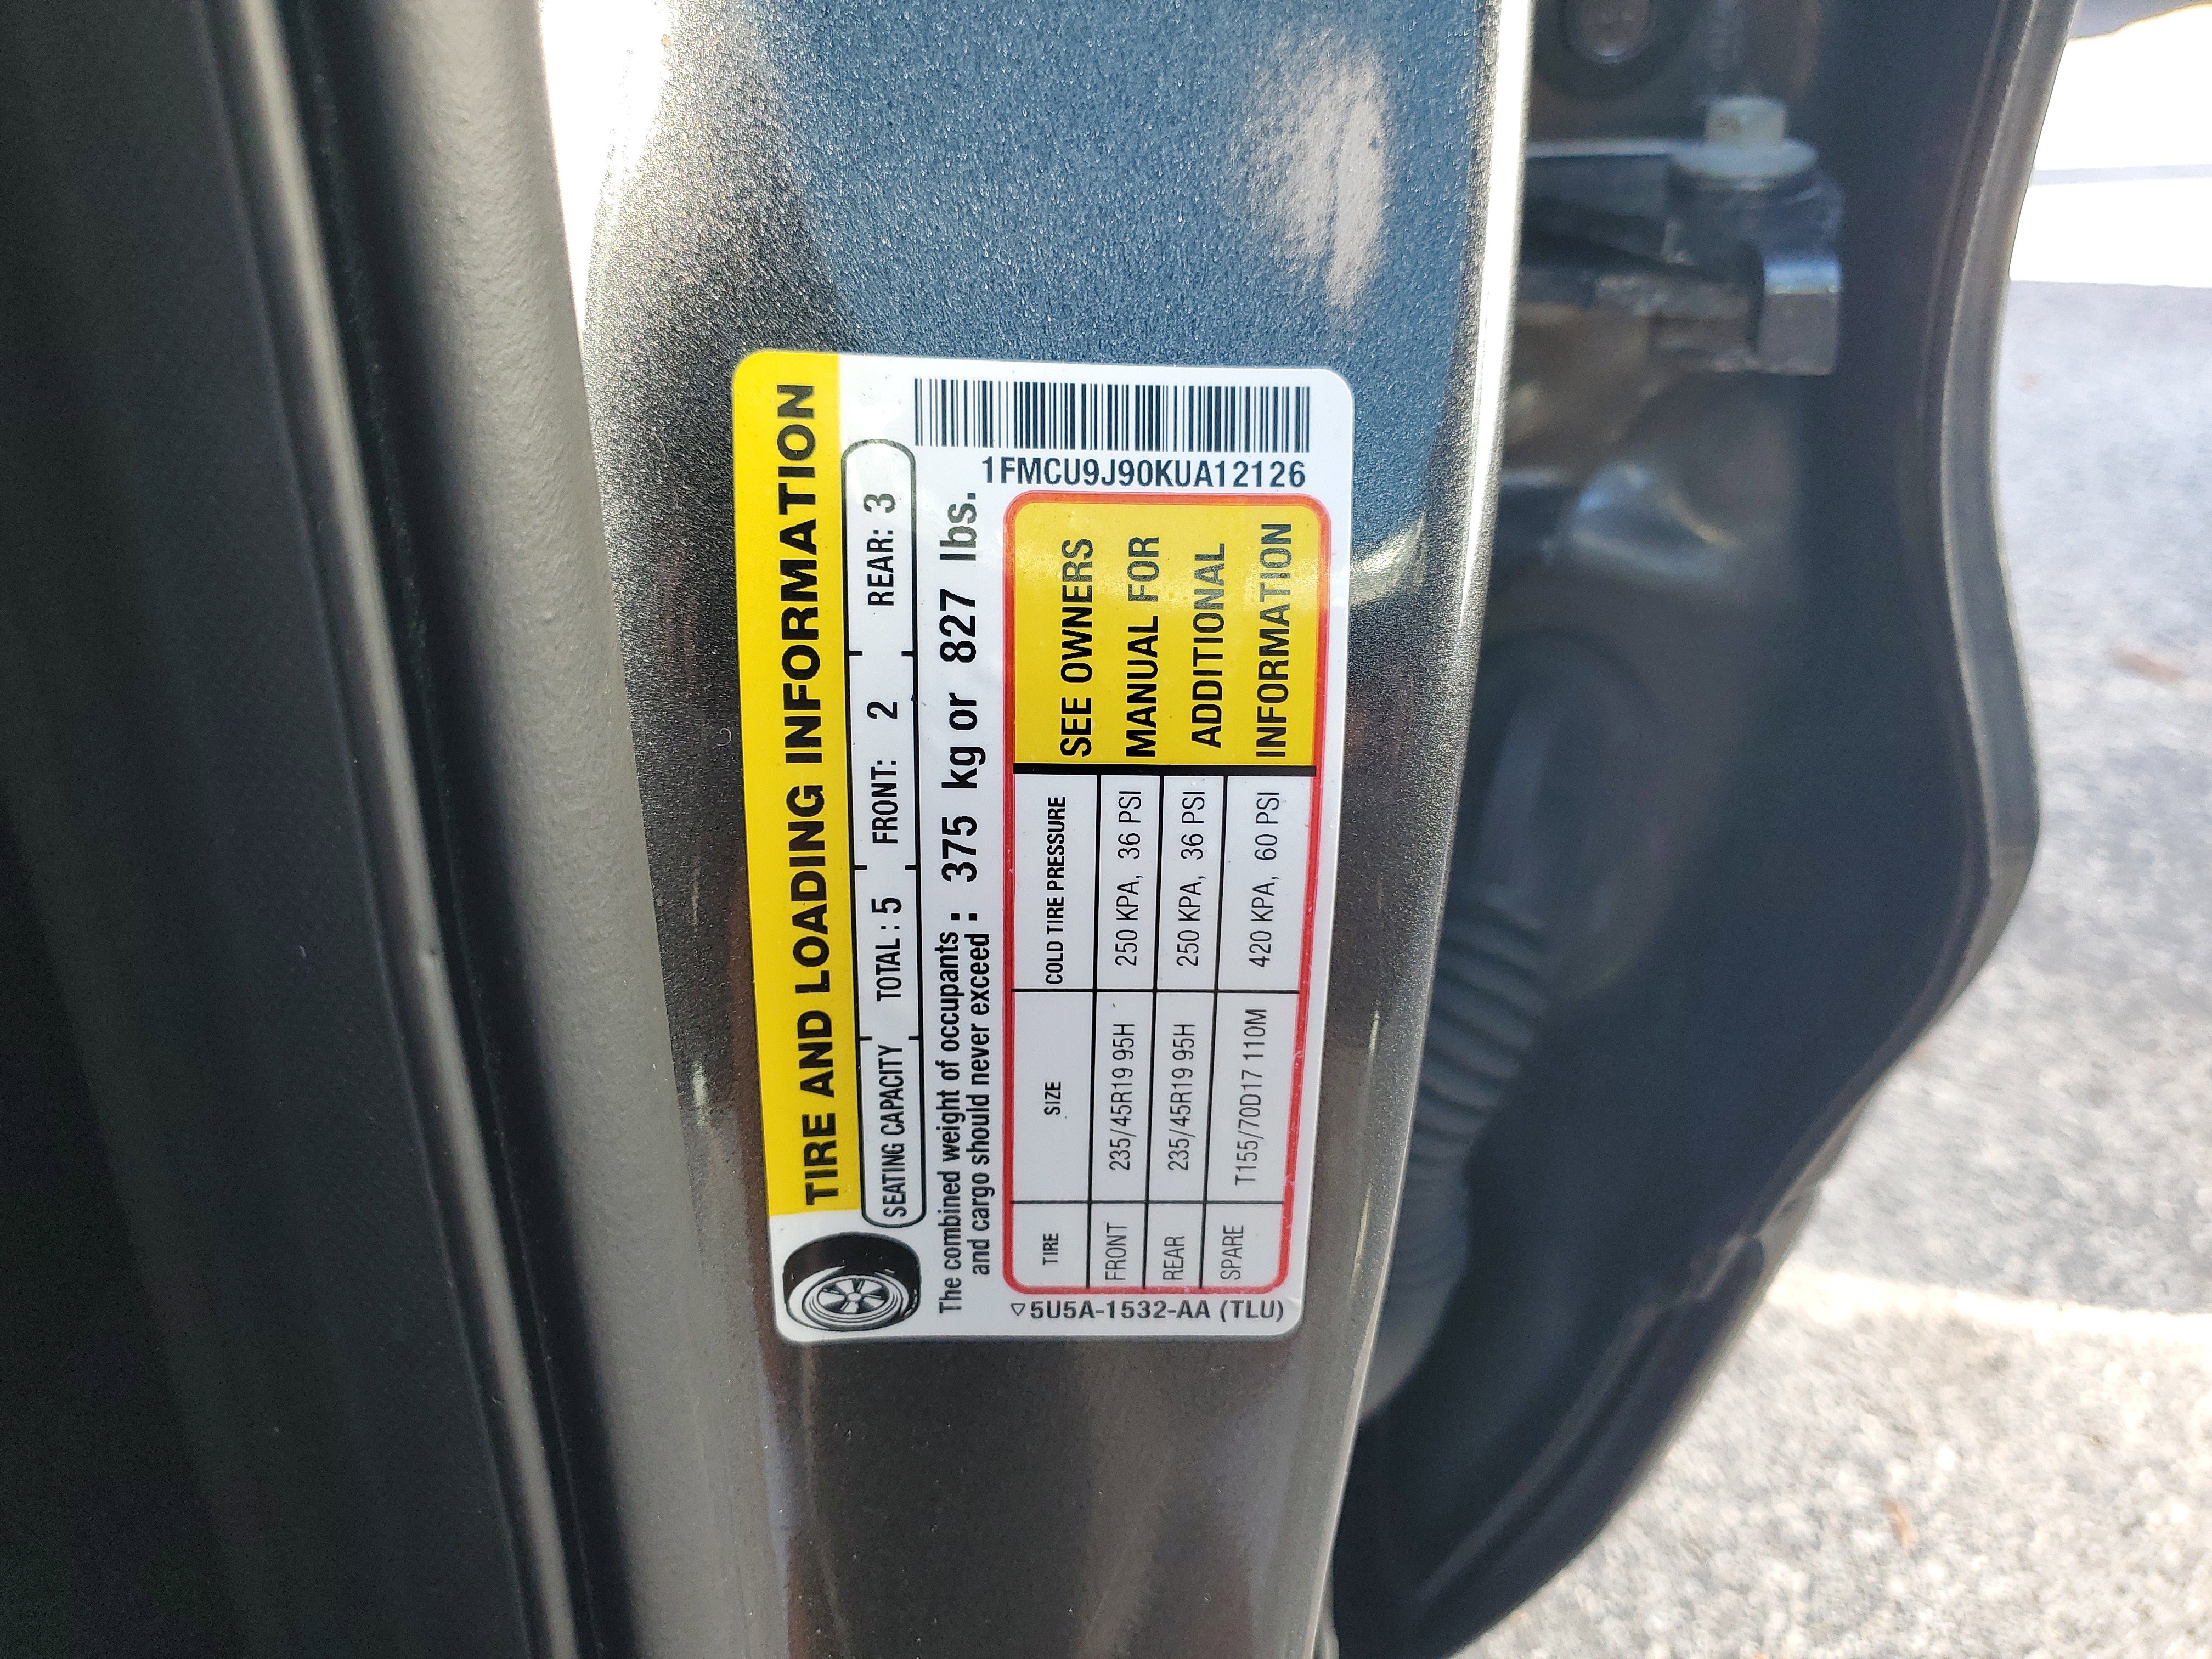 TIRE AND LOADING INFORMATION
SEATING CAPACITY TOTAL : 5 FRONT: 2 REAR: 3
The combined weight of occupants
and cargo should never exceed : 375 kg or 827 lbs.
TIRE SIZE COLD TIRE PRESSURE
FRONT 235/45R19 95H 250 KPA, 36 PSI
REAR 235/45R19 95H 250 KPA, 36 PSI
SPARE T155/70D17 110M 420 KPA, 60 PSI
SEE OWNERS
MANUAL FOR
ADDITIONAL
INFORMATION
1FMCU9J90KUA12126
5U5A-1532-AA (TLU)